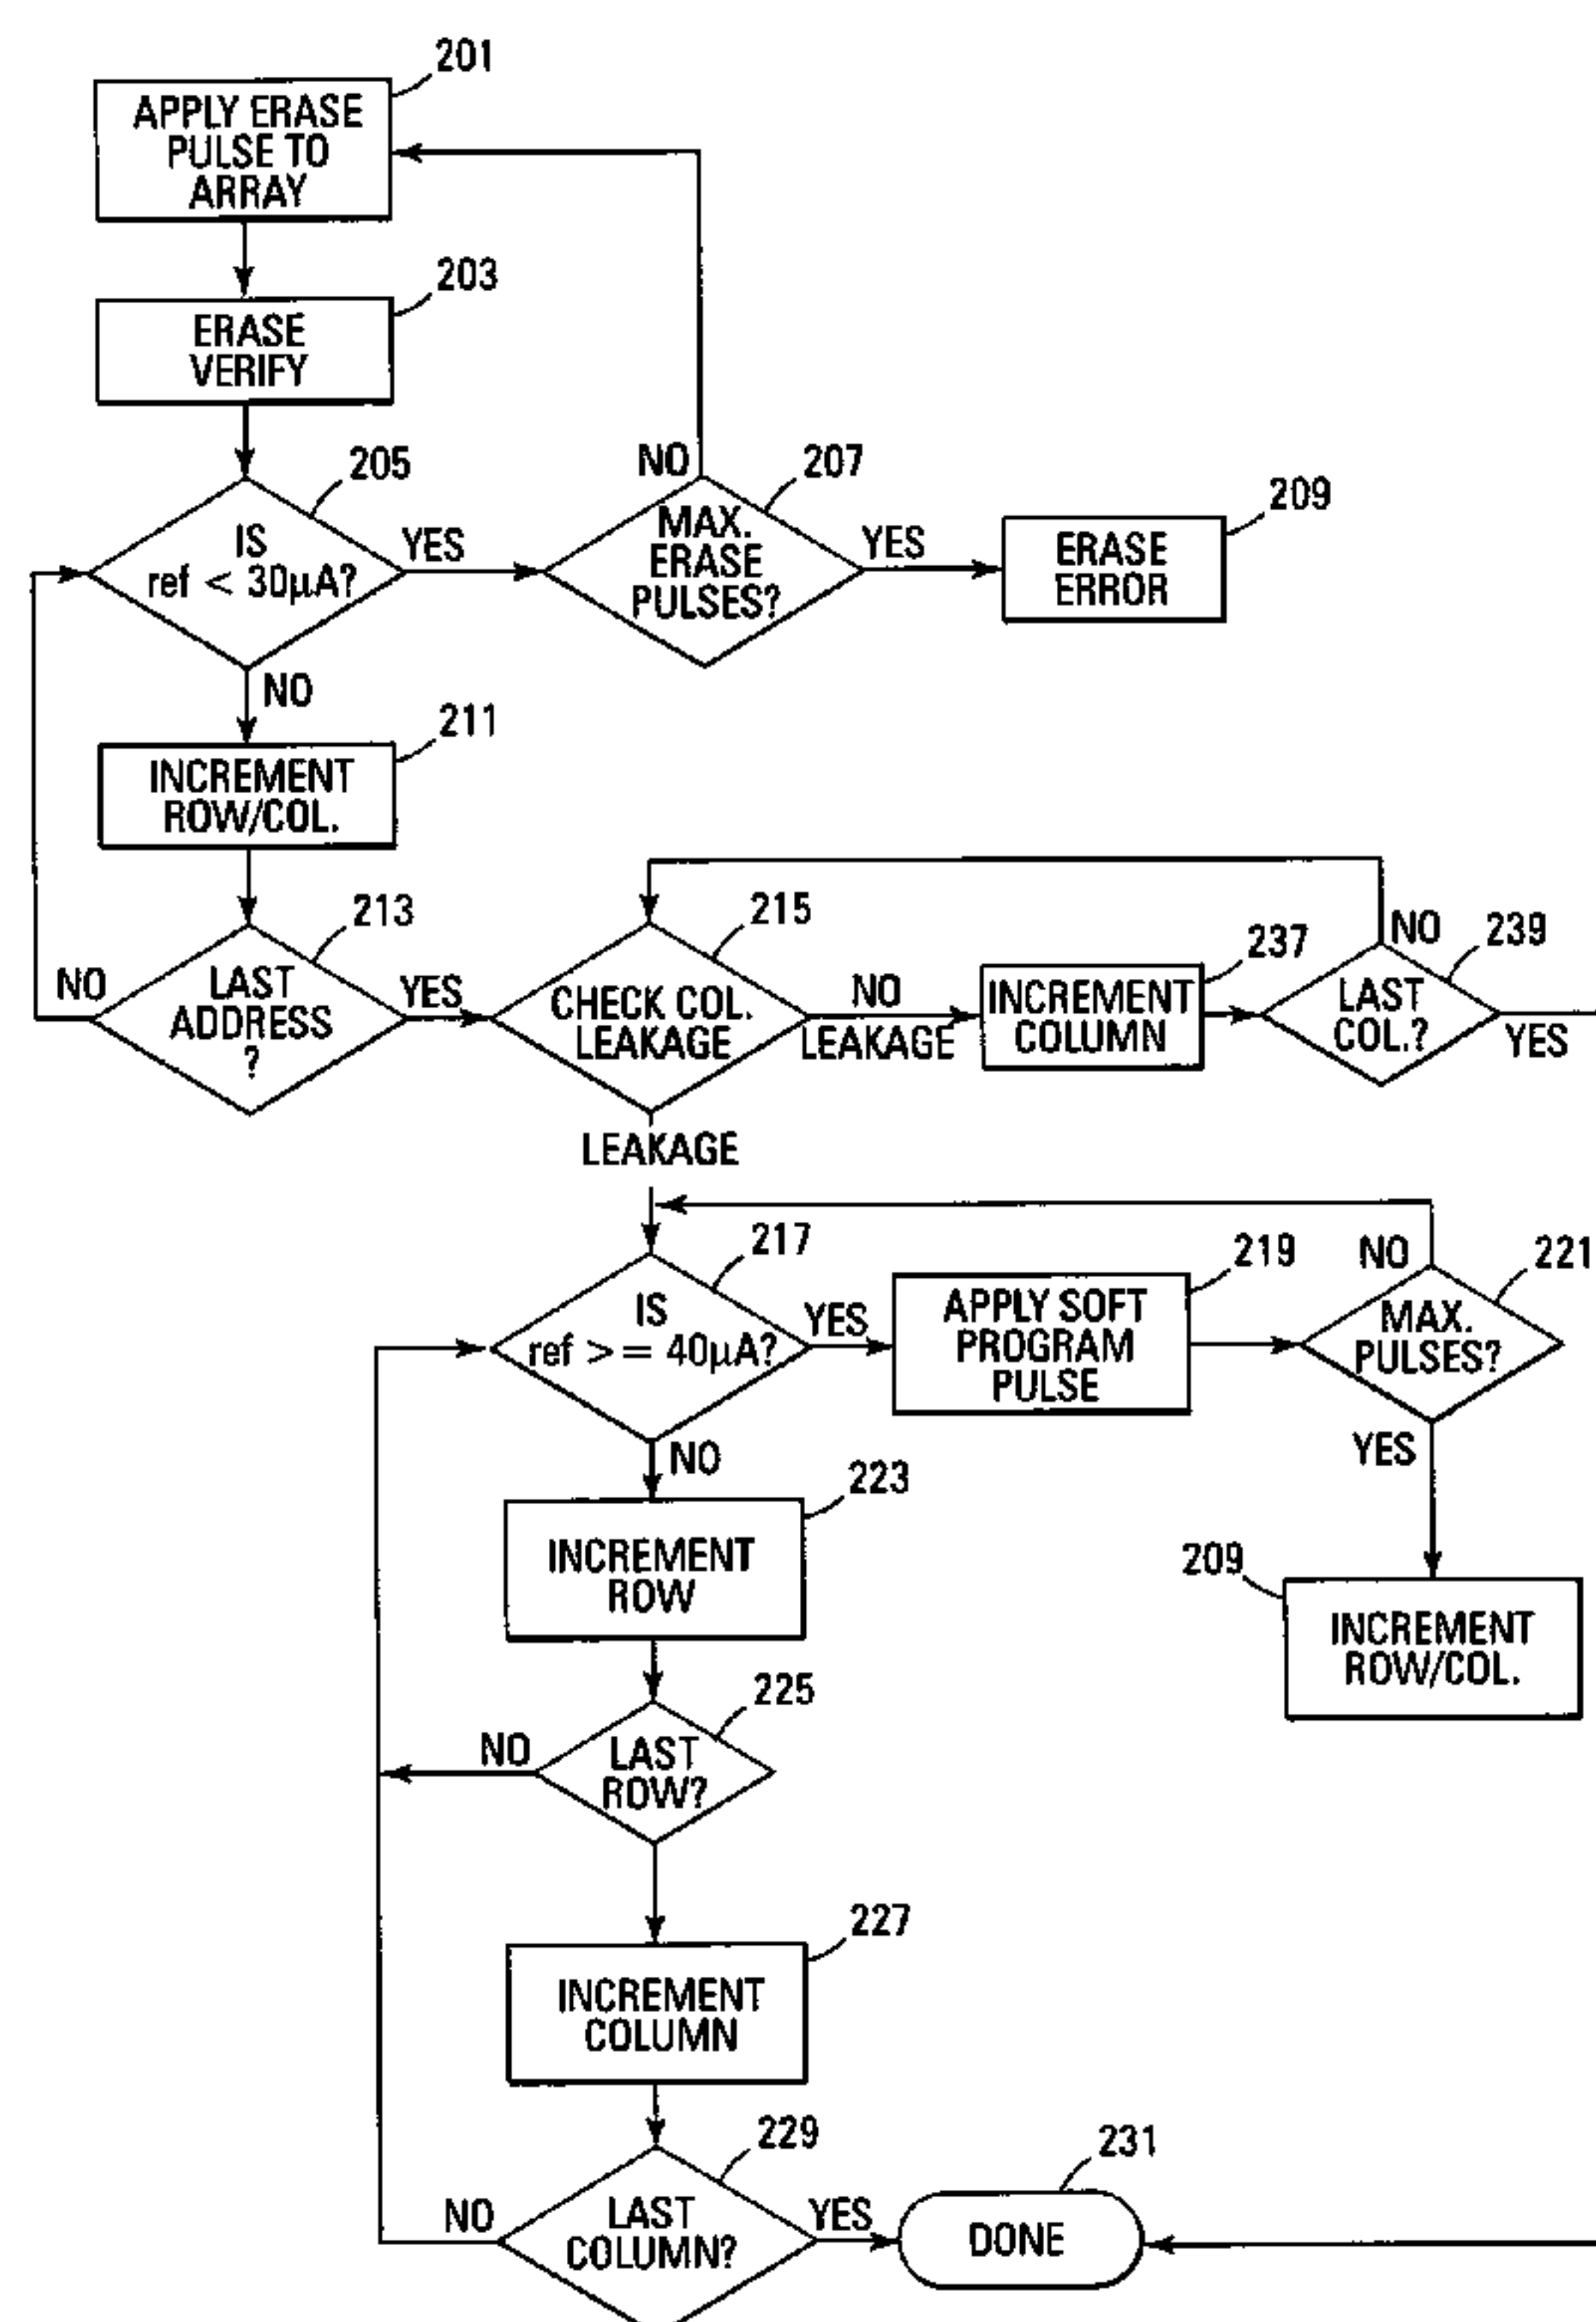 201
APPLY ERASE
PULSE TO
ARRAY
203
ERASE
VERIFY
205
IS
ref < 30µA?
YES
NO
207
MAX.
ERASE
PULSES?
NO
YES
209
ERASE
ERROR
211
INCREMENT
ROW/COL.
213
LAST
ADDRESS
?
NO
YES
215
CHECK COL.
LEAKAGE
NO
LEAKAGE
237
INCREMENT
COLUMN
239
LAST
COL.?
NO
YES
LEAKAGE
217
IS
ref >= 40µA?
YES
NO
219
APPLY SOFT
PROGRAM
PULSE
221
MAX.
PULSES?
NO
YES
209
INCREMENT
ROW/COL.
223
INCREMENT
ROW
225
LAST
ROW?
NO
227
INCREMENT
COLUMN
229
LAST
COLUMN?
NO
YES
231
DONE